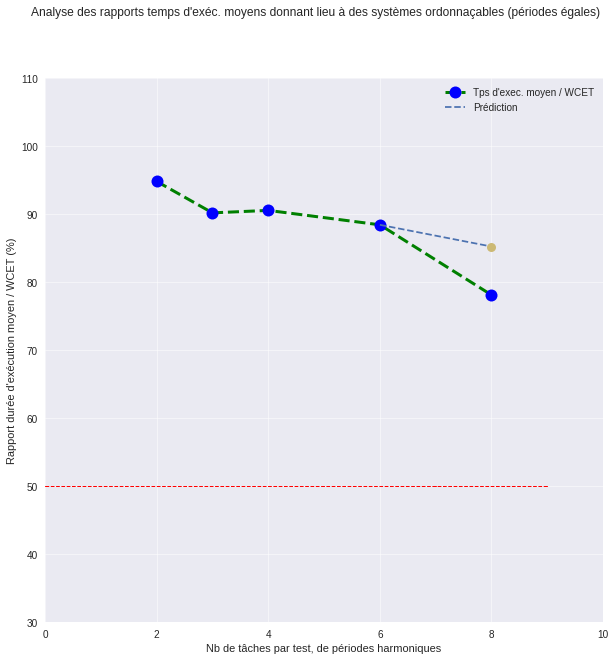 Analyse des rapports temps d'exéc. moyens donnant lieu à des systèmes ordonnaçables (périodes égales)
Tps d'exec. moyen / WCET
Prédiction
Rapport durée d'exécution moyen / WCET (%)
110
100
90
80
70
60
50
40
30
0 2 4 6 8 10
Nb de tâches par test, de périodes harmoniques